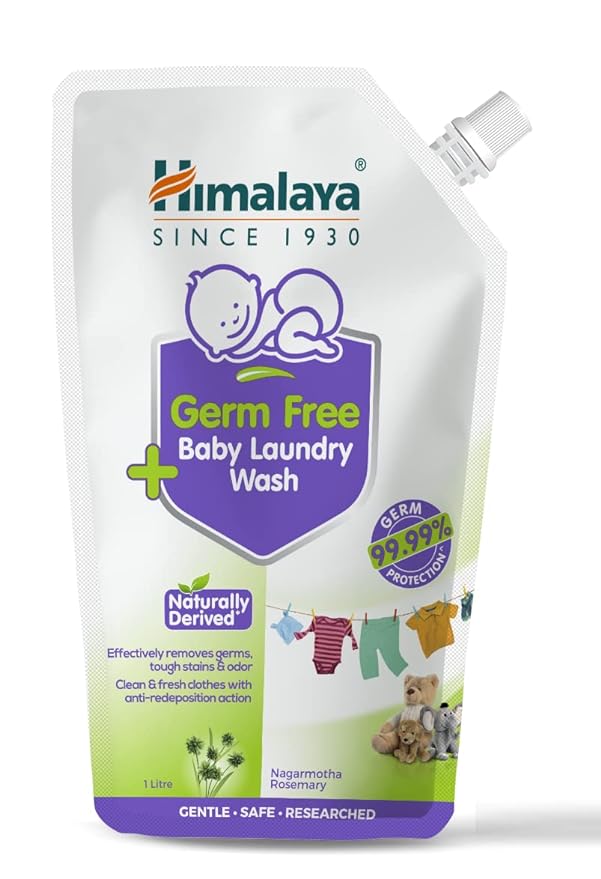 Himalaya®
SINCE 1930
Germ Free
Baby Laundry
Wash
GERM
99.99%^
PROTECTION
Naturally
Derived*
Effectively removes germs,
tough stains & odor
Clean & fresh clothes with
anti-redeposition action
1 Litre
Nagarmotha
Rosemary
GENTLE • SAFE • RESEARCHED